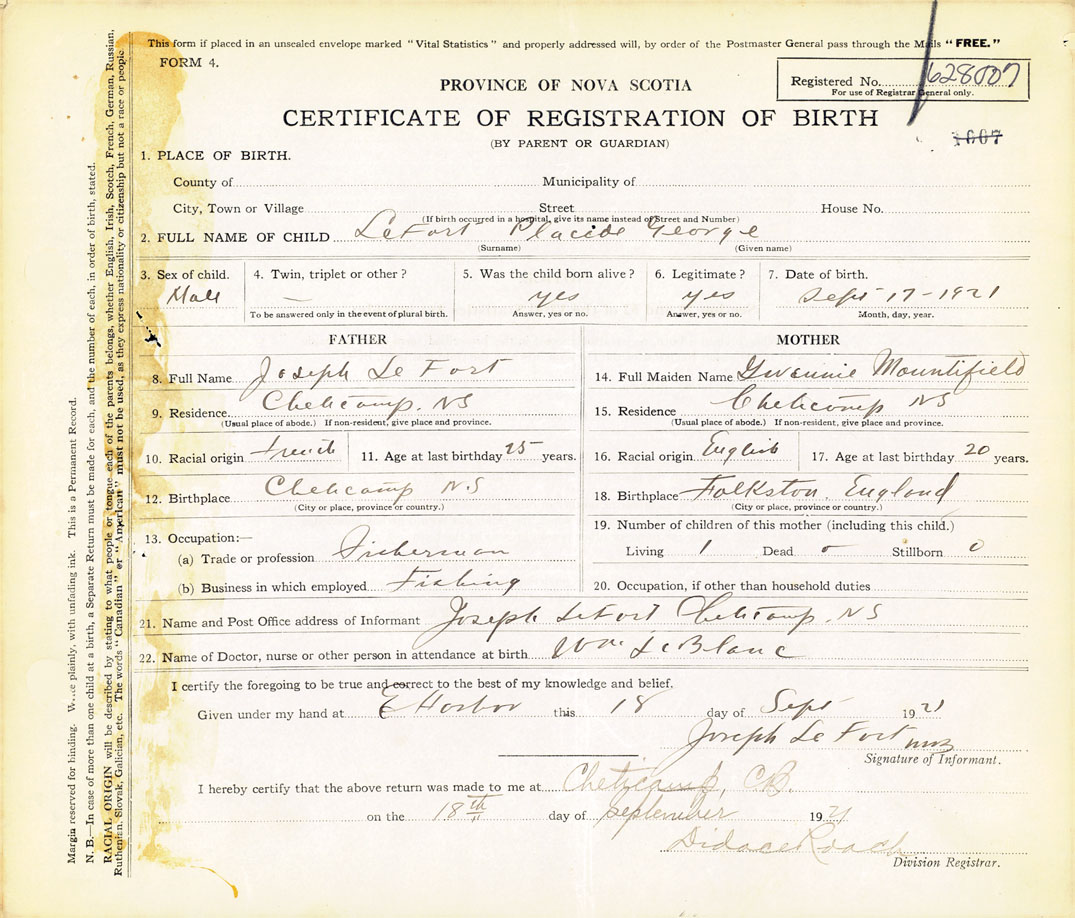 This form if placed in an unsealed envelope marked "Vital Statistics" and properly addressed will, by order of the Postmaster General pass through the Mails "FREE."
FORM 4.
PROVINCE OF NOVA SCOTIA
Registered No. 628507
For use of Registrar General only.
CERTIFICATE OF REGISTRATION OF BIRTH
(BY PARENT OR GUARDIAN)
1. PLACE OF BIRTH.
County of Municipality of
City, Town or Village Street House No.
(If birth occurred in a hospital, give its name instead of Street and Number)
2. FULL NAME OF CHILD LeFort Placide George
(Surname) (Given name)
3. Sex of child. 4. Twin, triplet or other? 5. Was the child born alive? 6. Legitimate? 7. Date of birth.
Male — yes yes Sept 17-1921
To be answered only in the event of plural birth. Answer, yes or no. Answer, yes or no. Month, day, year.
FATHER
8. Full Name Joseph Le Fort
9. Residence Cheticamp. NS
(Usual place of abode.) If non-resident, give place and province.
10. Racial origin French 11. Age at last birthday 25 years.
12. Birthplace Cheticamp N.S
(City or place, province or country.)
13. Occupation:—
(a) Trade or profession Fisherman
(b) Business in which employed Fishing
MOTHER
14. Full Maiden Name Gwennie Mountifield
15. Residence Cheticamp NS
(Usual place of abode.) If non-resident, give place and province.
16. Racial origin English 17. Age at last birthday 20 years.
18. Birthplace Folkston, England
(City or place, province or country.)
19. Number of children of this mother (including this child.)
Living 1 Dead 0 Stillborn 0
20. Occupation, if other than household duties
21. Name and Post Office address of Informant Joseph LeFort Cheticamp, NS
22. Name of Doctor, nurse or other person in attendance at birth Wm LeBlanc
I certify the foregoing to be true and correct to the best of my knowledge and belief.
Given under my hand at E Harbor this 18 day of Sept 1921
Joseph Le Fort
Signature of Informant.
I hereby certify that the above return was made to me at Cheticamp, C.B.
on the 18th day of September 1921
Didace Roach
Division Registrar.
Margin reserved for binding. Write plainly, with unfading ink. This is a Permanent Record.
N. B.—In case of more than one child at a birth, a Separate Return must be made for each, and the number of each, in order of birth, stated.
RACIAL ORIGIN will be described by stating to what people or tongue each of the parents belongs, whether English, Irish, Scotch, French, German, Russian,
Ruthenian, Slovak, Galician, etc. The words "Canadian" or "American" must not be used, as they express nationality or citizenship but not a race or people.